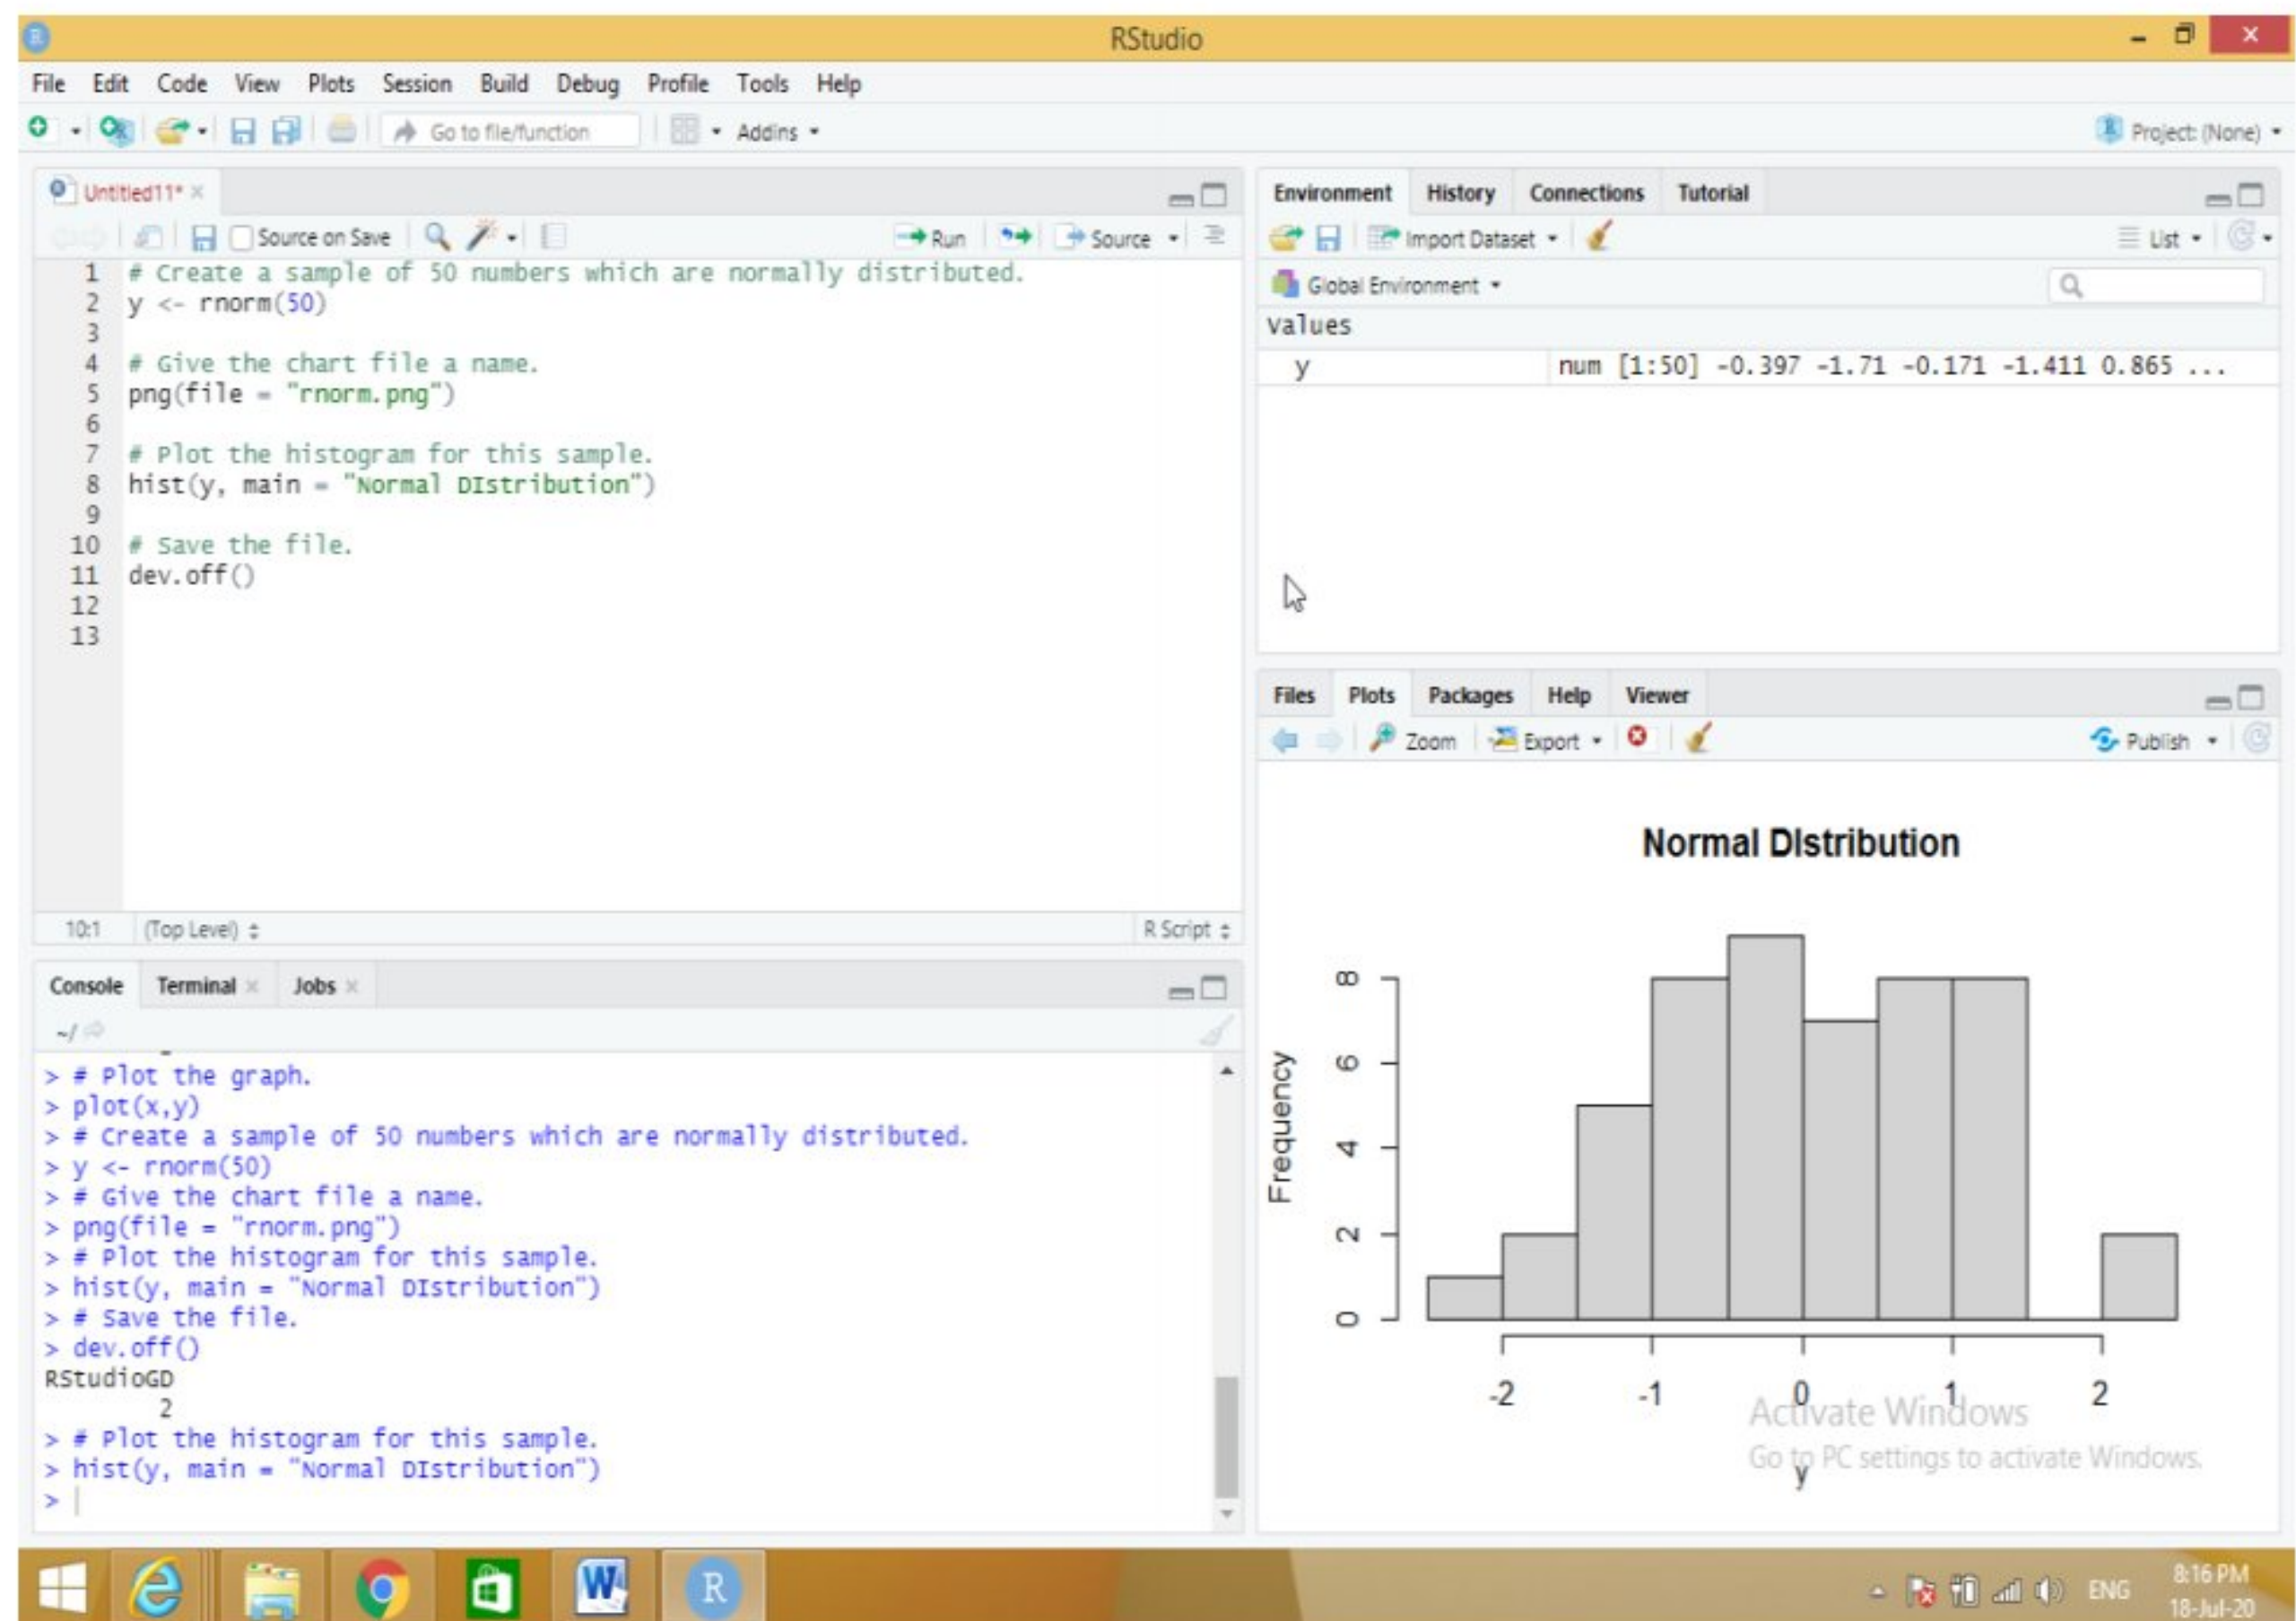 RStudio
File Edit Code View Plots Session Build Debug Profile Tools Help
Go to file/function Addins Project: (None)
Untitled11*
Source on Save Run Source
1 # Create a sample of 50 numbers which are normally distributed.
2 y <- rnorm(50)
3
4 # Give the chart file a name.
5 png(file = "rnorm.png")
6
7 # Plot the histogram for this sample.
8 hist(y, main = "Normal DIstribution")
9
10 # Save the file.
11 dev.off()
12
13
10:1 (Top Level) R Script
Console Terminal Jobs
~/
> # Plot the graph.
> plot(x,y)
> # Create a sample of 50 numbers which are normally distributed.
> y <- rnorm(50)
> # Give the chart file a name.
> png(file = "rnorm.png")
> # Plot the histogram for this sample.
> hist(y, main = "Normal DIstribution")
> # Save the file.
> dev.off()
RStudioGD
2
> # Plot the histogram for this sample.
> hist(y, main = "Normal DIstribution")
>
Environment History Connections Tutorial
Import Dataset List
Global Environment
Values
y num [1:50] -0.397 -1.71 -0.171 -1.411 0.865 ...
Files Plots Packages Help Viewer
Zoom Export Publish
Normal DIstribution
Frequency
8
6
4
2
0
-2 -1 0 1 2
y
Activate Windows
Go to PC settings to activate Windows.
ENG 8:16 PM
18-Jul-20